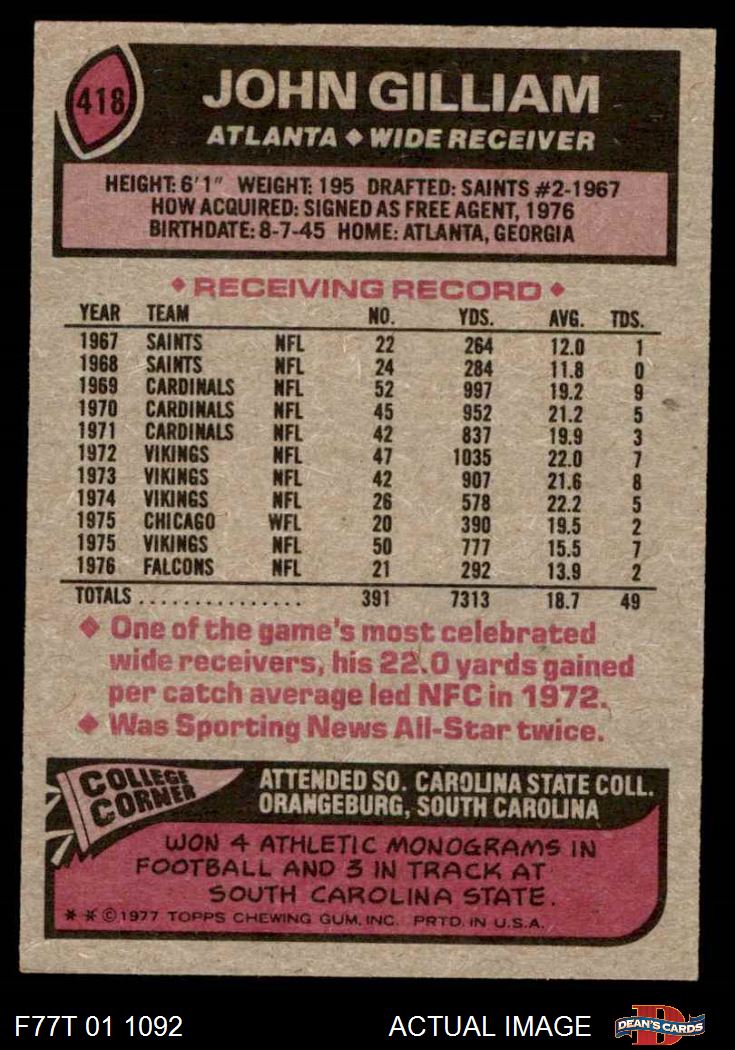 418
JOHN GILLIAM
ATLANTA ◆ WIDE RECEIVER
HEIGHT: 6'1" WEIGHT: 195 DRAFTED: SAINTS #2-1967
HOW ACQUIRED: SIGNED AS FREE AGENT, 1976
BIRTHDATE: 8-7-45 HOME: ATLANTA, GEORGIA
◆ RECEIVING RECORD ◆
YEAR TEAM NO. YDS. AVG. TDS.
1967 SAINTS NFL 22 264 12.0 1
1968 SAINTS NFL 24 284 11.8 0
1969 CARDINALS NFL 52 997 19.2 9
1970 CARDINALS NFL 45 952 21.2 5
1971 CARDINALS NFL 42 837 19.9 3
1972 VIKINGS NFL 47 1035 22.0 7
1973 VIKINGS NFL 42 907 21.6 8
1974 VIKINGS NFL 26 578 22.2 5
1975 CHICAGO WFL 20 390 19.5 2
1975 VIKINGS NFL 50 777 15.5 7
1976 FALCONS NFL 21 292 13.9 2
TOTALS ................ 391 7313 18.7 49
◆ One of the game's most celebrated
wide receivers, his 22.0 yards gained
per catch average led NFC in 1972.
◆ Was Sporting News All-Star twice.
COLLEGE
CORNER
ATTENDED SO. CAROLINA STATE COLL.
ORANGEBURG, SOUTH CAROLINA
WON 4 ATHLETIC MONOGRAMS IN
FOOTBALL AND 3 IN TRACK AT
SOUTH CAROLINA STATE.
* * © 1977 TOPPS CHEWING GUM, INC. PRTD. IN U.S.A.
F77T 01 1092 ACTUAL IMAGE
D
DEAN'S CARDS